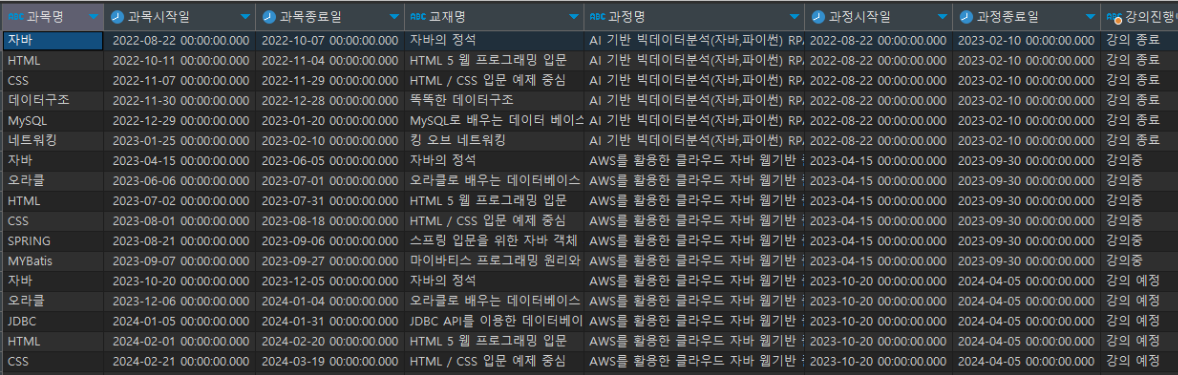 ABC 과목명 과목시작일 과목종료일 ABC 교재명 ABC 과정명 과정시작일 과정종료일 ABC 강의진행
자바 2022-08-22 00:00:00.000 2022-10-07 00:00:00.000 자바의 정석 AI 기반 빅데이터분석(자바,파이썬) RPA 2022-08-22 00:00:00.000 2023-02-10 00:00:00.000 강의 종료
HTML 2022-10-11 00:00:00.000 2022-11-04 00:00:00.000 HTML 5 웹 프로그래밍 입문 AI 기반 빅데이터분석(자바,파이썬) RPA 2022-08-22 00:00:00.000 2023-02-10 00:00:00.000 강의 종료
CSS 2022-11-07 00:00:00.000 2022-11-29 00:00:00.000 HTML / CSS 입문 예제 중심 AI 기반 빅데이터분석(자바,파이썬) RPA 2022-08-22 00:00:00.000 2023-02-10 00:00:00.000 강의 종료
데이터구조 2022-11-30 00:00:00.000 2022-12-28 00:00:00.000 똑똑한 데이터구조 AI 기반 빅데이터분석(자바,파이썬) RPA 2022-08-22 00:00:00.000 2023-02-10 00:00:00.000 강의 종료
MySQL 2022-12-29 00:00:00.000 2023-01-20 00:00:00.000 MySQL로 배우는 데이터 베이스 AI 기반 빅데이터분석(자바,파이썬) RPA 2022-08-22 00:00:00.000 2023-02-10 00:00:00.000 강의 종료
네트워킹 2023-01-25 00:00:00.000 2023-02-10 00:00:00.000 킹 오브 네트워킹 AI 기반 빅데이터분석(자바,파이썬) RPA 2022-08-22 00:00:00.000 2023-02-10 00:00:00.000 강의 종료
자바 2023-04-15 00:00:00.000 2023-06-05 00:00:00.000 자바의 정석 AWS를 활용한 클라우드 자바 웹기반 2023-04-15 00:00:00.000 2023-09-30 00:00:00.000 강의중
오라클 2023-06-06 00:00:00.000 2023-07-01 00:00:00.000 오라클로 배우는 데이터베이스 AWS를 활용한 클라우드 자바 웹기반 2023-04-15 00:00:00.000 2023-09-30 00:00:00.000 강의중
HTML 2023-07-02 00:00:00.000 2023-07-31 00:00:00.000 HTML 5 웹 프로그래밍 입문 AWS를 활용한 클라우드 자바 웹기반 2023-04-15 00:00:00.000 2023-09-30 00:00:00.000 강의중
CSS 2023-08-01 00:00:00.000 2023-08-18 00:00:00.000 HTML / CSS 입문 예제 중심 AWS를 활용한 클라우드 자바 웹기반 2023-04-15 00:00:00.000 2023-09-30 00:00:00.000 강의중
SPRING 2023-08-21 00:00:00.000 2023-09-06 00:00:00.000 스프링 입문을 위한 자바 객체 AWS를 활용한 클라우드 자바 웹기반 2023-04-15 00:00:00.000 2023-09-30 00:00:00.000 강의중
MYBatis 2023-09-07 00:00:00.000 2023-09-27 00:00:00.000 마이바티스 프로그래밍 원리와 AWS를 활용한 클라우드 자바 웹기반 2023-04-15 00:00:00.000 2023-09-30 00:00:00.000 강의중
자바 2023-10-20 00:00:00.000 2023-12-05 00:00:00.000 자바의 정석 AWS를 활용한 클라우드 자바 웹기반 2023-10-20 00:00:00.000 2024-04-05 00:00:00.000 강의 예정
오라클 2023-12-06 00:00:00.000 2024-01-04 00:00:00.000 오라클로 배우는 데이터베이스 AWS를 활용한 클라우드 자바 웹기반 2023-10-20 00:00:00.000 2024-04-05 00:00:00.000 강의 예정
JDBC 2024-01-05 00:00:00.000 2024-01-31 00:00:00.000 JDBC API를 이용한 데이터베이 AWS를 활용한 클라우드 자바 웹기반 2023-10-20 00:00:00.000 2024-04-05 00:00:00.000 강의 예정
HTML 2024-02-01 00:00:00.000 2024-02-20 00:00:00.000 HTML 5 웹 프로그래밍 입문 AWS를 활용한 클라우드 자바 웹기반 2023-10-20 00:00:00.000 2024-04-05 00:00:00.000 강의 예정
CSS 2024-02-21 00:00:00.000 2024-03-19 00:00:00.000 HTML / CSS 입문 예제 중심 AWS를 활용한 클라우드 자바 웹기반 2023-10-20 00:00:00.000 2024-04-05 00:00:00.000 강의 예정